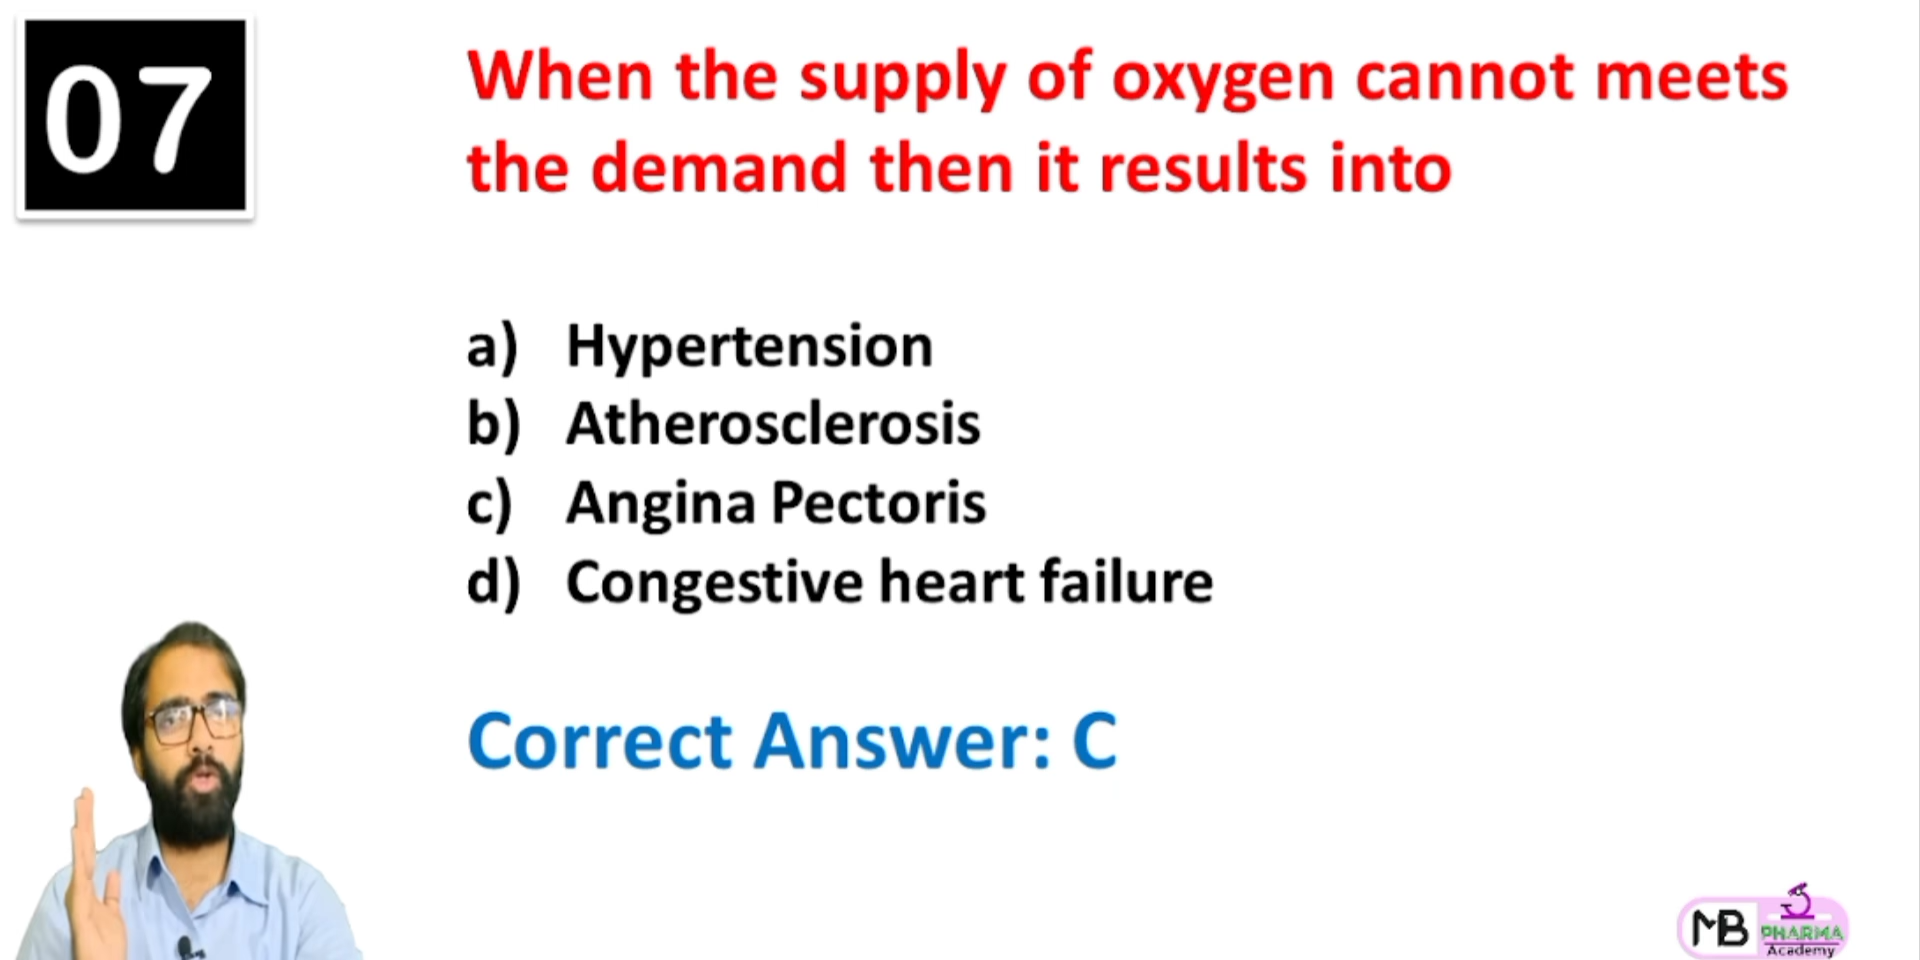 07
When the supply of oxygen cannot meets
the demand then it results into
a) Hypertension
b) Atherosclerosis
c) Angina Pectoris
d) Congestive heart failure
Correct Answer: C
MB
PHARMA
Academy